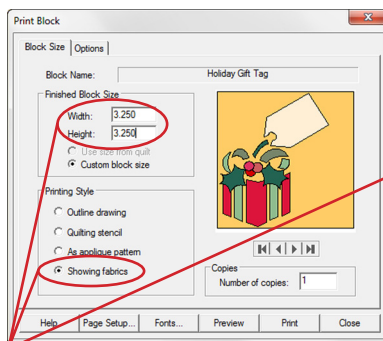 Print Block
Block Size Options
Block Name: Holiday Gift Tag
Finished Block Size
Width: 3.250
Height: 3.250
Use size from quilt
Custom block size
Printing Style
Outline drawing
Quilting stencil
As applique pattern
Showing fabrics
Copies
Number of copies: 1
Help Page Setup... Fonts... Preview Print Close